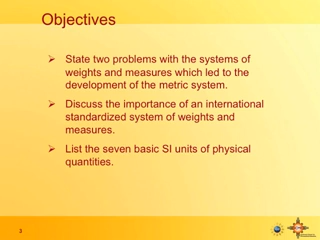 Objectives
➢ State two problems with the systems of
weights and measures which led to the
development of the metric system.
➢ Discuss the importance of an international
standardized system of weights and
measures.
➢ List the seven basic SI units of physical
quantities.
3